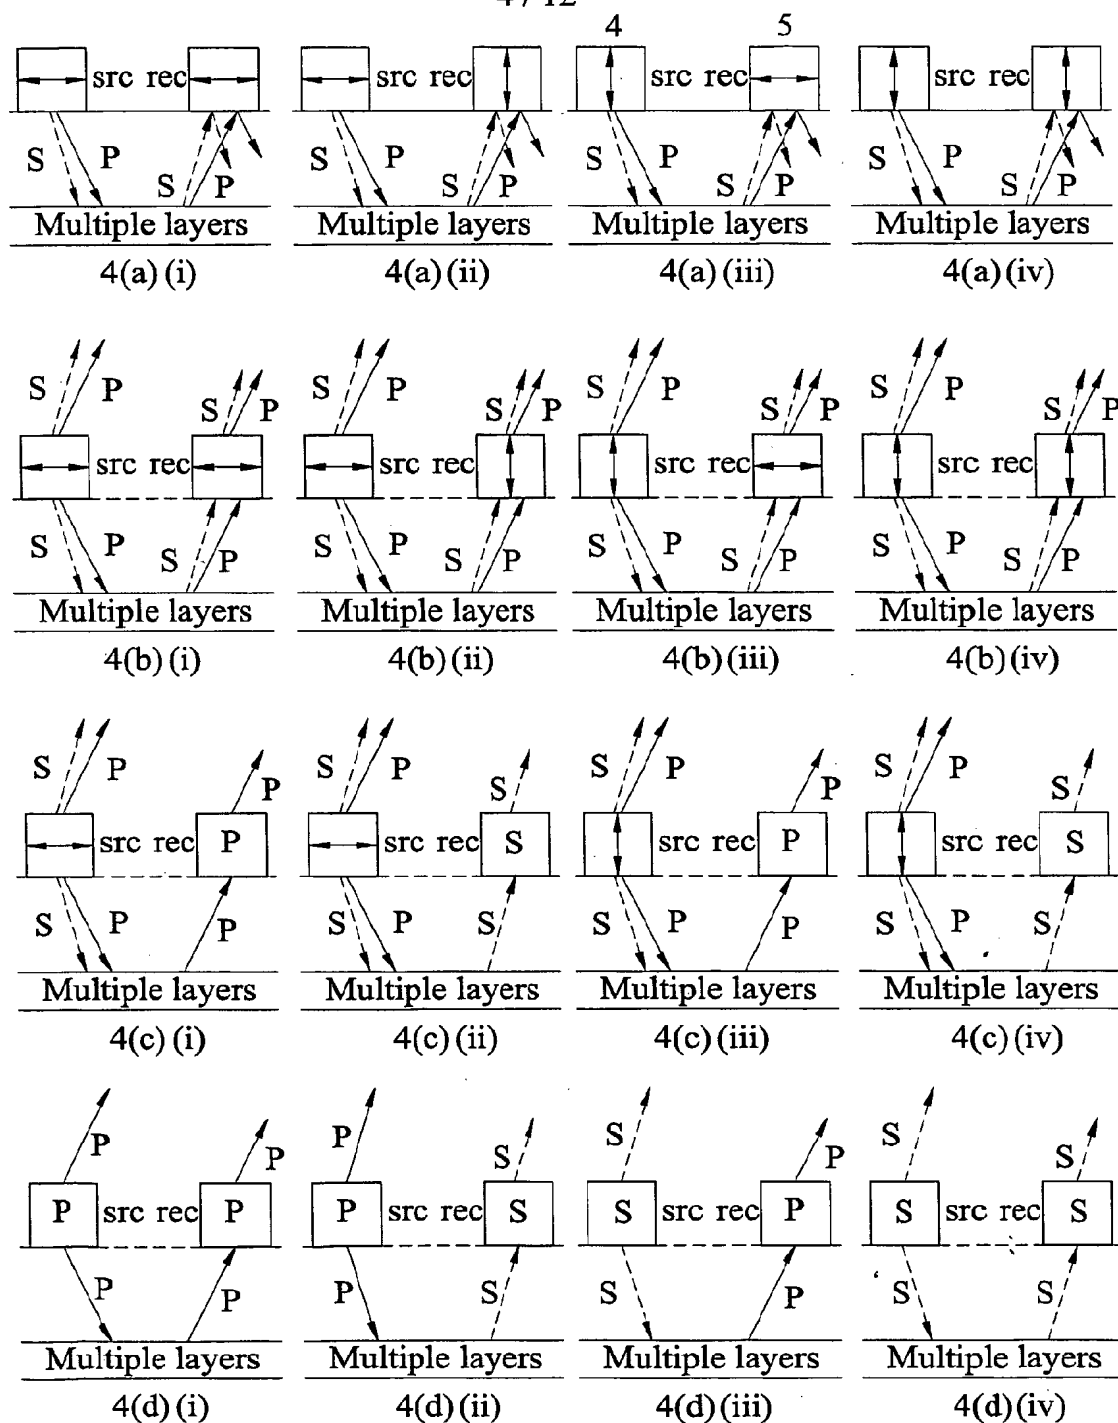 4/12
4 5
src rec src rec src rec src rec
S P S P S P S P S P S P S P S P
Multiple layers Multiple layers Multiple layers Multiple layers
4(a)(i) 4(a)(ii) 4(a)(iii) 4(a)(iv)
S P S P S P S P S P S P S P S P
src rec src rec src rec src rec
S P S P S P S P S P S P S P S P
Multiple layers Multiple layers Multiple layers Multiple layers
4(b)(i) 4(b)(ii) 4(b)(iii) 4(b)(iv)
S P P S P S S P P S P S
src rec P src rec S src rec P src rec S
S P P S P S S P P S P S
Multiple layers Multiple layers Multiple layers Multiple layers
4(c)(i) 4(c)(ii) 4(c)(iii) 4(c)(iv)
P P P S S P S S
P src rec P P src rec S S src rec P S src rec S
P P P S S P S S
Multiple layers Multiple layers Multiple layers Multiple layers
4(d)(i) 4(d)(ii) 4(d)(iii) 4(d)(iv)